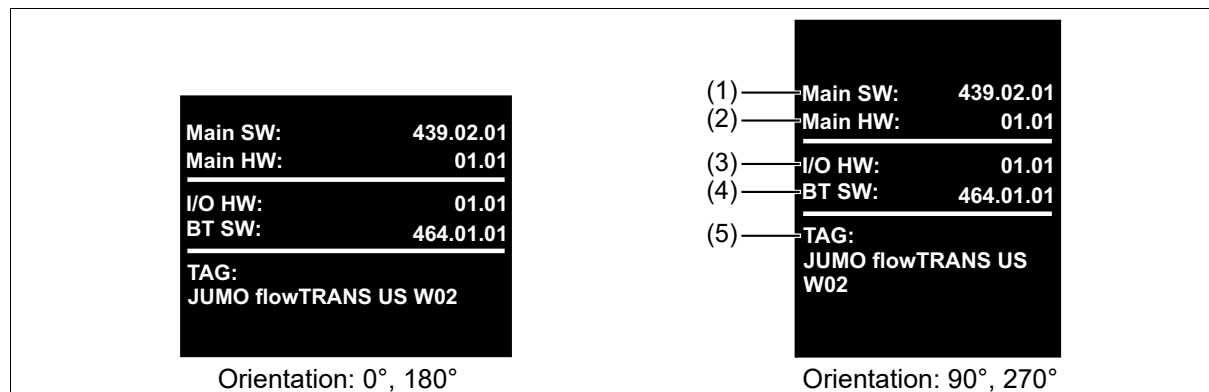 Main SW: 439.02.01
Main HW: 01.01
I/O HW: 01.01
BT SW: 464.01.01
TAG:
JUMO flowTRANS US W02
Orientation: 0°, 180°
(1) Main SW: 439.02.01
(2) Main HW: 01.01
(3) I/O HW: 01.01
(4) BT SW: 464.01.01
(5) TAG:
JUMO flowTRANS US
W02
Orientation: 90°, 270°